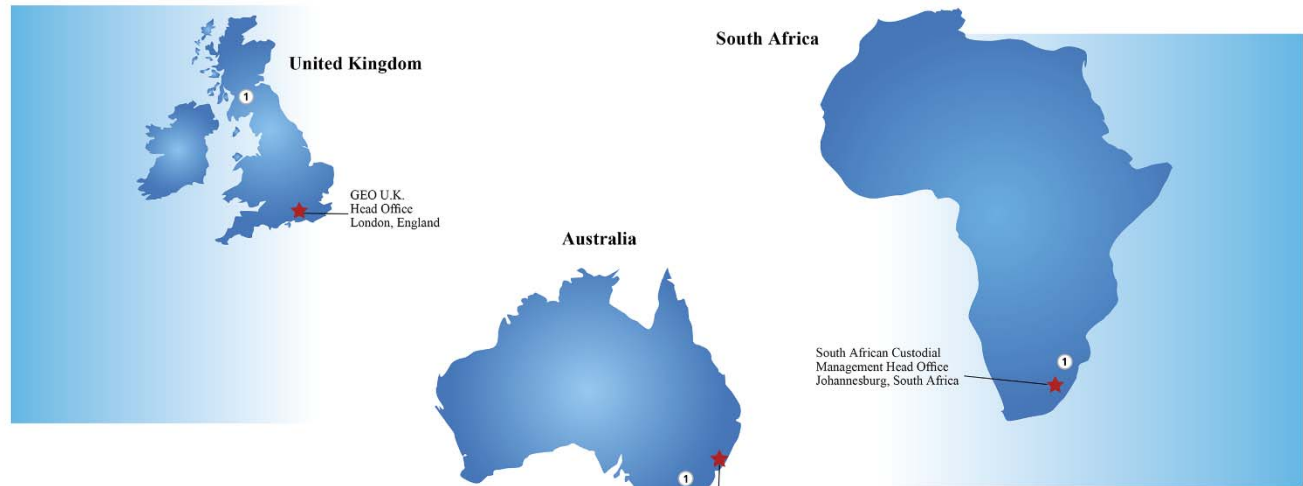 United Kingdom
1
GEO U.K.
Head Office
London, England
South Africa
1
South African Custodial
Management Head Office
Johannesburg, South Africa
Australia
1